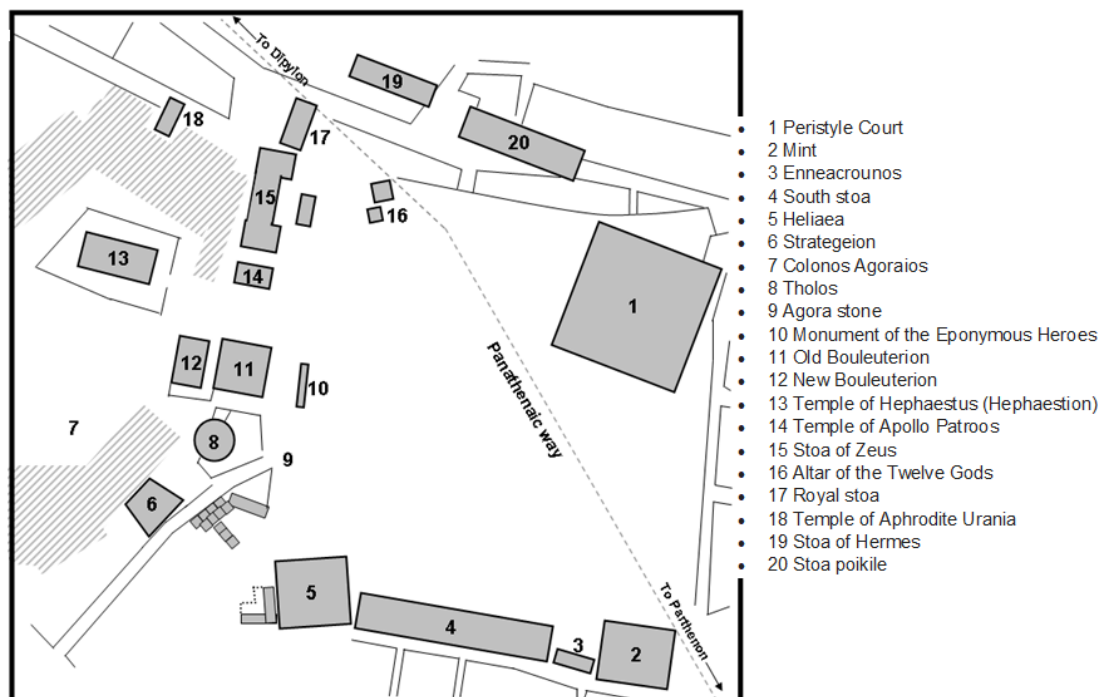 To Dipylon
19
18
17
20
15
16
13
14
1
12
11
10
Panathenaic way
7
8
9
6
5
4
3
2
To Parthenon
• 1 Peristyle Court
• 2 Mint
• 3 Enneacrounos
• 4 South stoa
• 5 Heliaea
• 6 Strategeion
• 7 Colonos Agoraios
• 8 Tholos
• 9 Agora stone
• 10 Monument of the Eponymous Heroes
• 11 Old Bouleuterion
• 12 New Bouleuterion
• 13 Temple of Hephaestus (Hephaestion)
• 14 Temple of Apollo Patroos
• 15 Stoa of Zeus
• 16 Altar of the Twelve Gods
• 17 Royal stoa
• 18 Temple of Aphrodite Urania
• 19 Stoa of Hermes
• 20 Stoa poikile